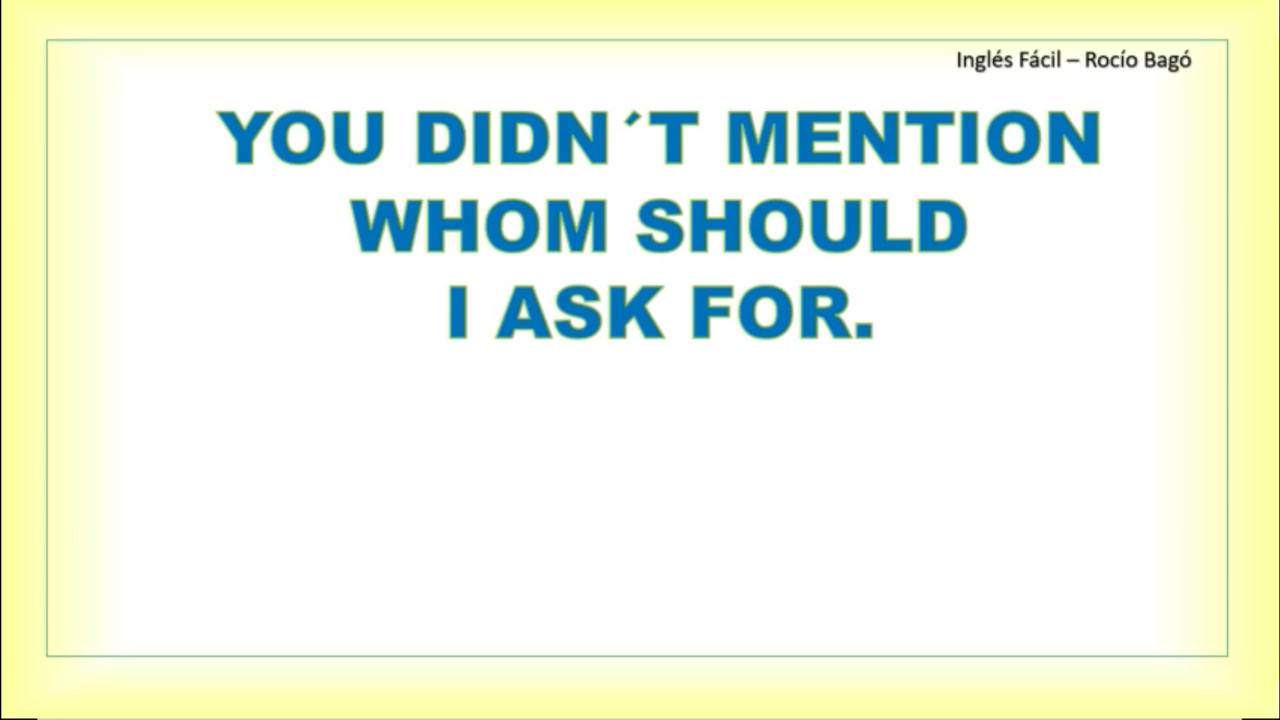 Inglés Fácil – Rocío Bagó
YOU DIDN´T MENTION
WHOM SHOULD
I ASK FOR.